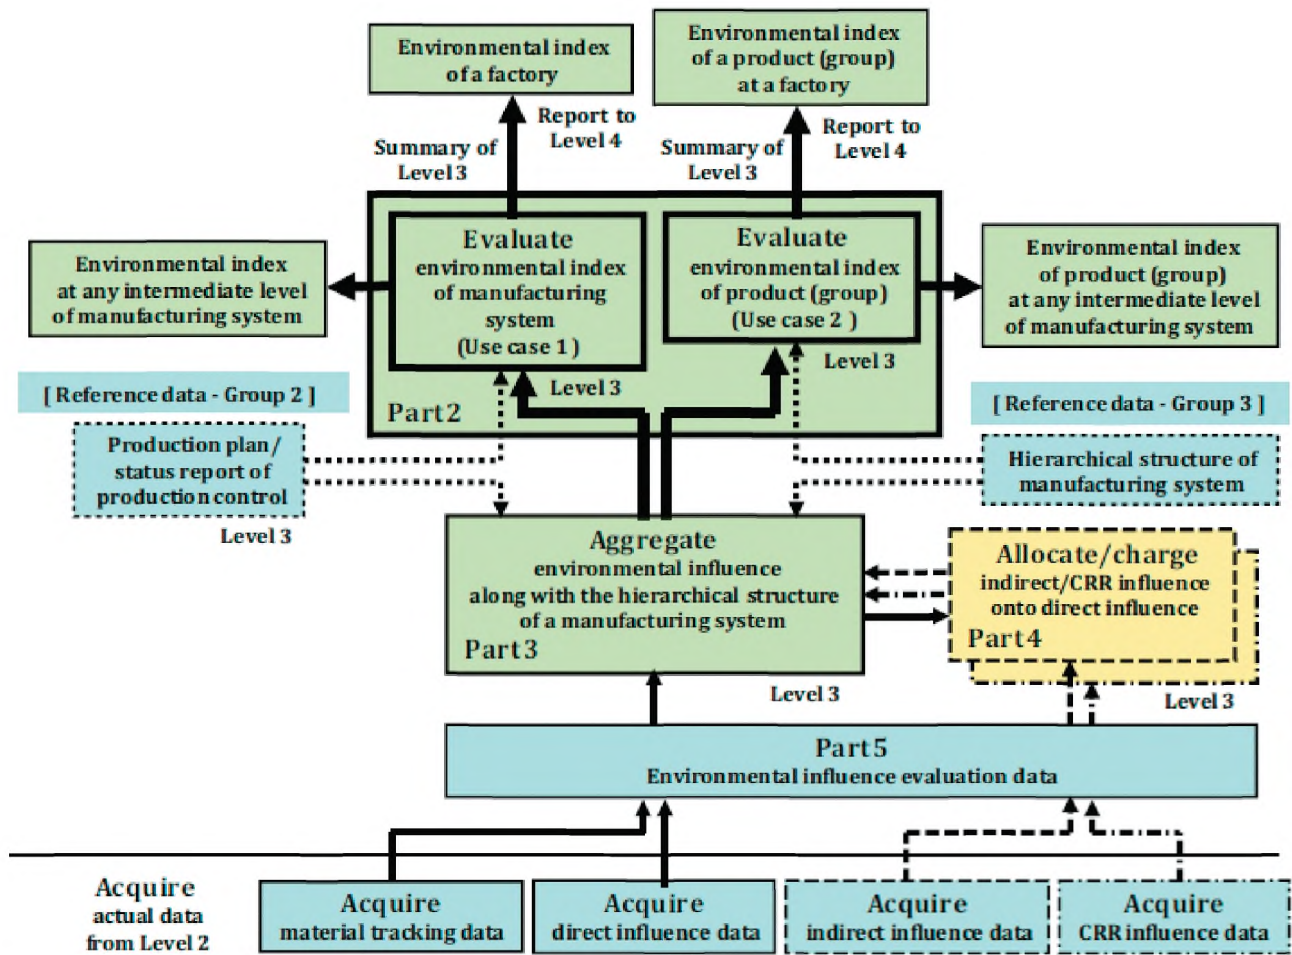 Environmental index
of a factory
Environmental index
of a product (group)
at a factory
Report to
Level 4
Summary of
Level 3
Report to
Level 4
Summary of
Level 3
Evaluate
environmental index
of manufacturing
system
(Use case 1)
Level 3
Evaluate
environmental index
of product (group)
(Use case 2 )
Level 3
Part2
Environmental index
at any intermediate level
of manufacturing system
Environmental index
of product (group)
at any intermediate level
of manufacturing system
[ Reference data - Group 2 ]
Production plan/
status report of
production control
Level 3
[ Reference data - Group 3 ]
Hierarchical structure of
manufacturing system
Aggregate
environmental influence
along with the hierarchical structure
of a manufacturing system
Part3
Level 3
Allocate/charge
indirect/CRR influence
onto direct influence
Part4
Level 3
Part5
Environmental influence evaluation data
Acquire
actual data
from Level 2
Acquire
material tracking data
Acquire
direct influence data
Acquire
indirect influence data
Acquire
CRR influence data